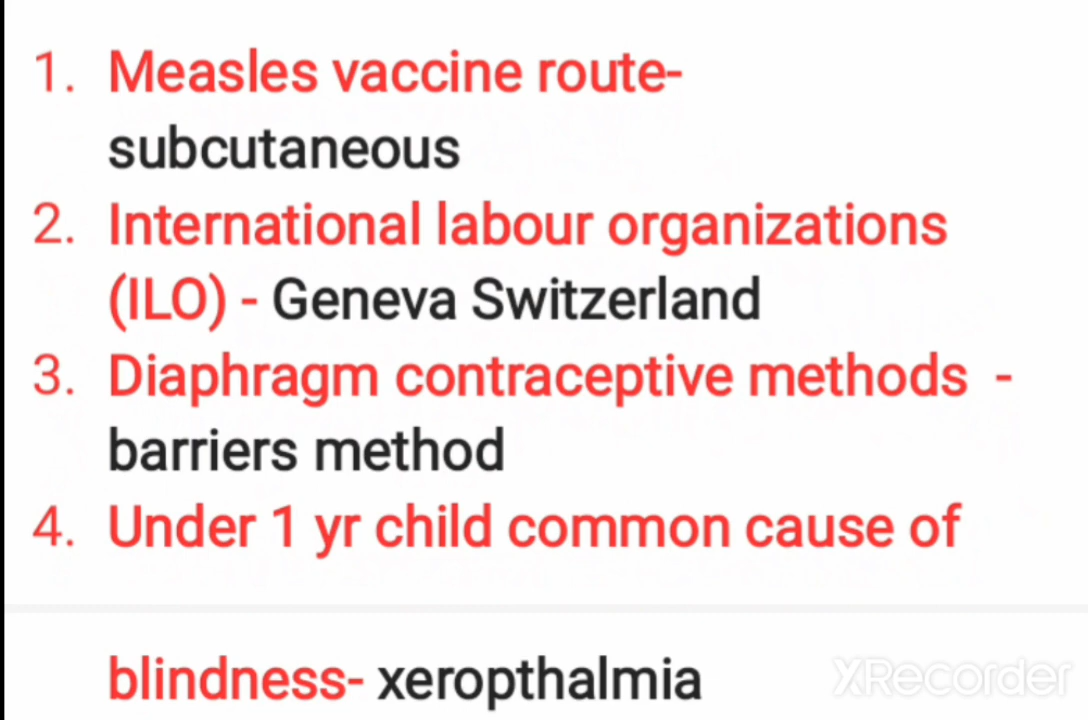 1. Measles vaccine route-
subcutaneous
2. International labour organizations
(ILO) - Geneva Switzerland
3. Diaphragm contraceptive methods -
barriers method
4. Under 1 yr child common cause of
blindness- xeropthalmia
XRecorder